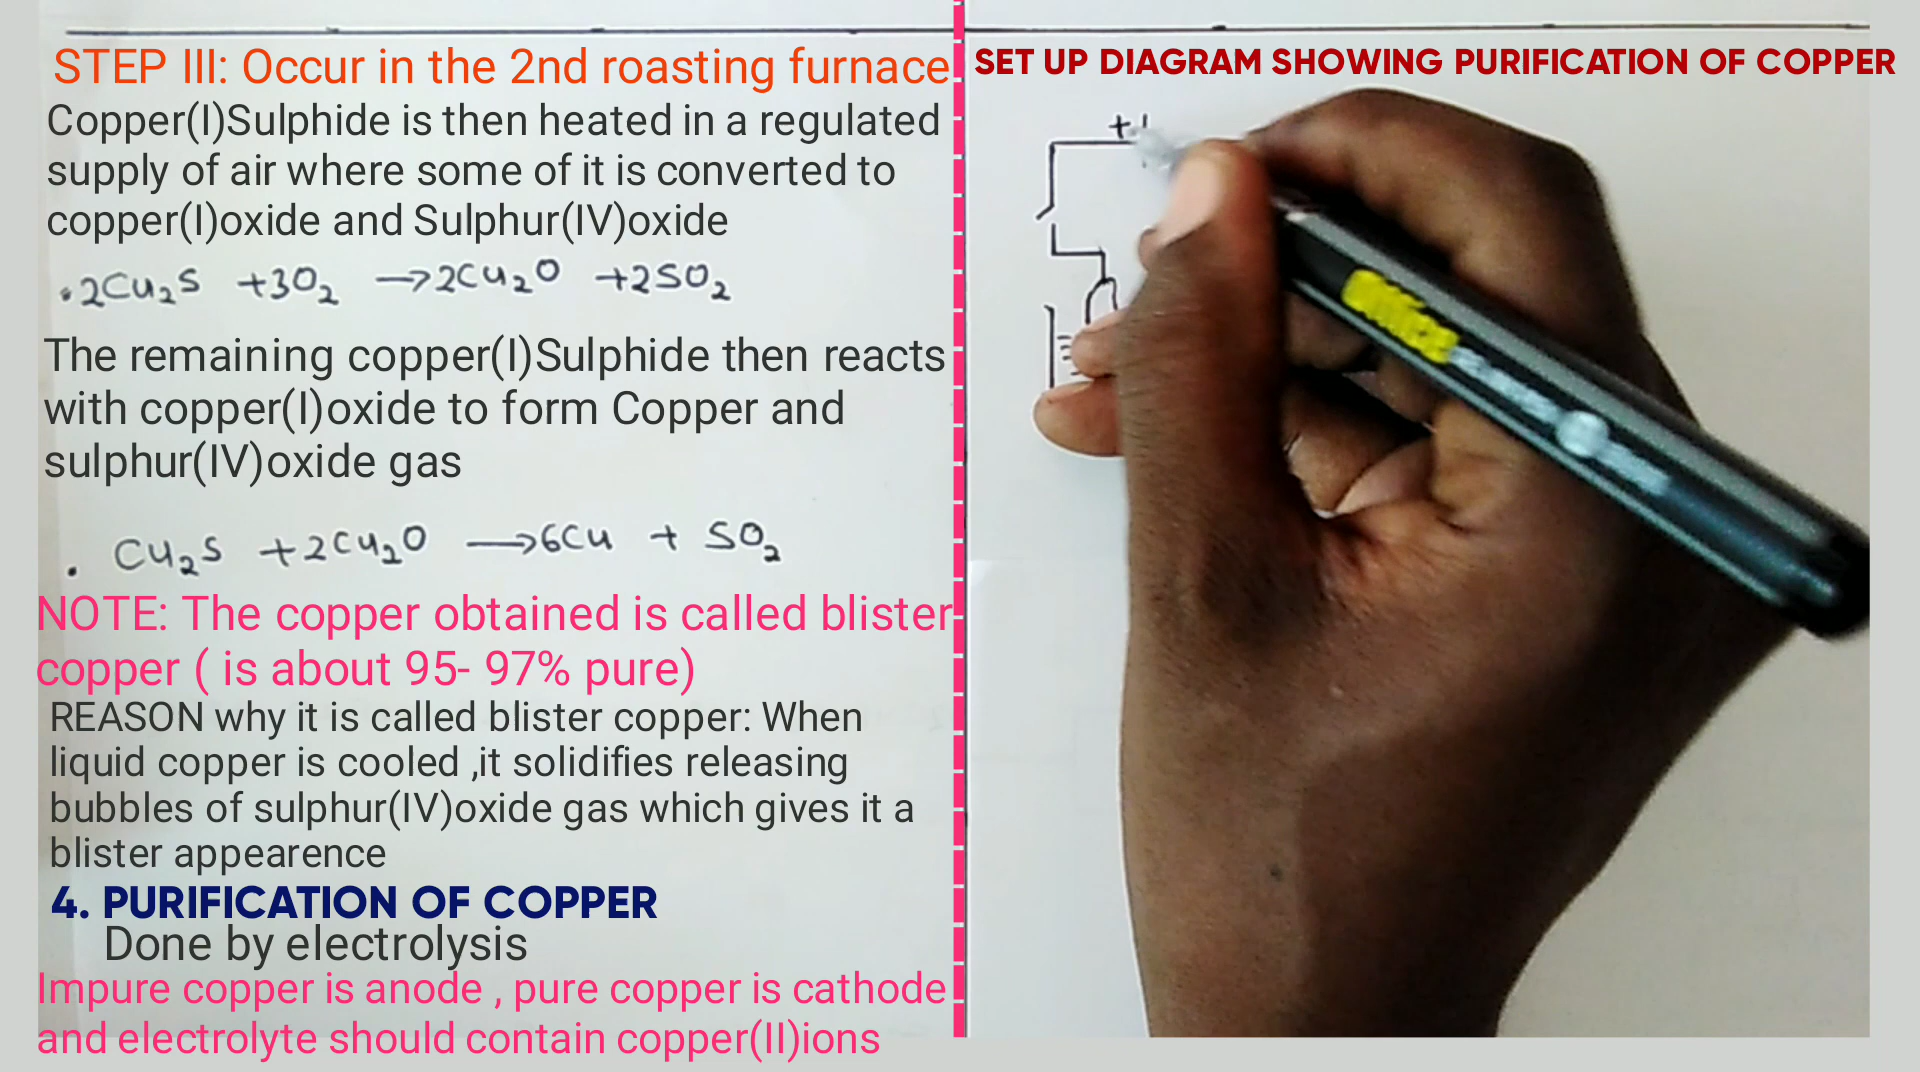 STEP III: Occur in the 2nd roasting furnace
Copper(I)Sulphide is then heated in a regulated
supply of air where some of it is converted to
copper(I)oxide and Sulphur(IV)oxide
• 2Cu₂S +3O₂ → 2Cu₂O +2SO₂
The remaining copper(I)Sulphide then reacts
with copper(I)oxide to form Copper and
sulphur(IV)oxide gas
• Cu₂S +2Cu₂O → 6Cu + SO₂
NOTE: The copper obtained is called blister
copper ( is about 95- 97% pure)
REASON why it is called blister copper: When
liquid copper is cooled ,it solidifies releasing
bubbles of sulphur(IV)oxide gas which gives it a
blister appearence
4. PURIFICATION OF COPPER
Done by electrolysis
Impure copper is anode , pure copper is cathode
and electrolyte should contain copper(II)ions
SET UP DIAGRAM SHOWING PURIFICATION OF COPPER
+